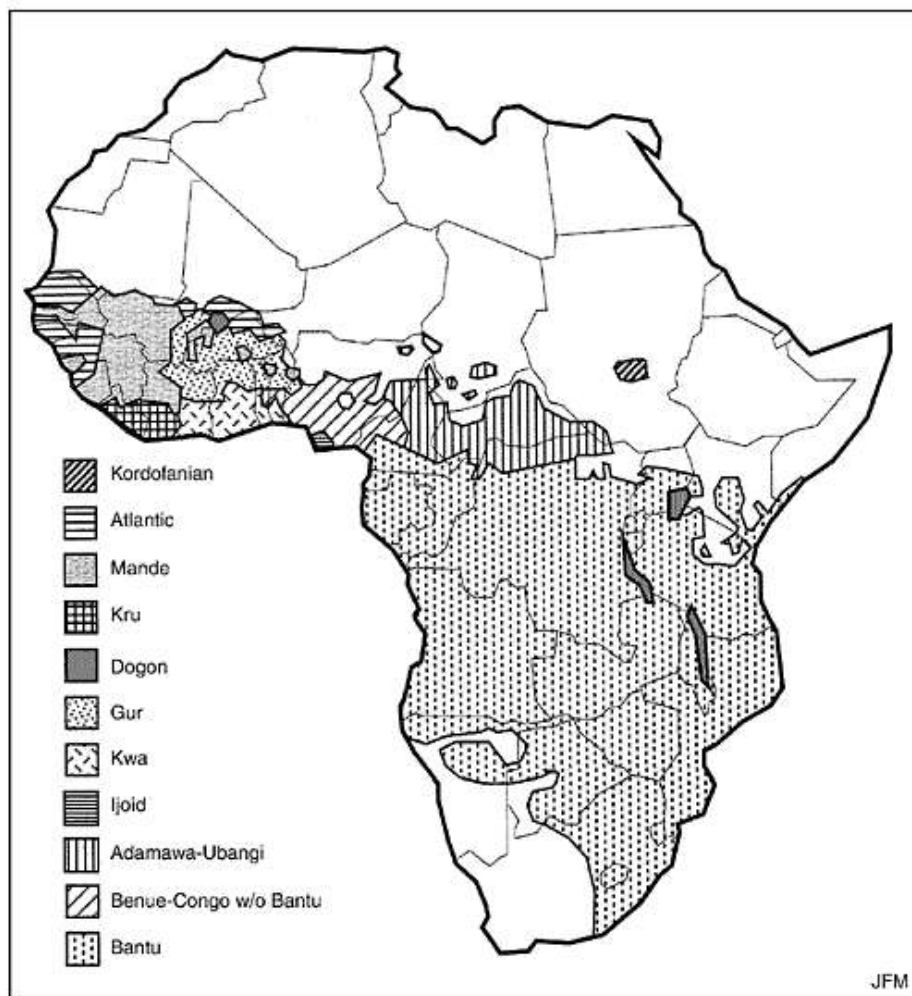 Kordofanian
Atlantic
Mande
Kru
Dogon
Gur
Kwa
Ijoid
Adamawa-Ubangi
Benue-Congo w/o Bantu
Bantu
JFM